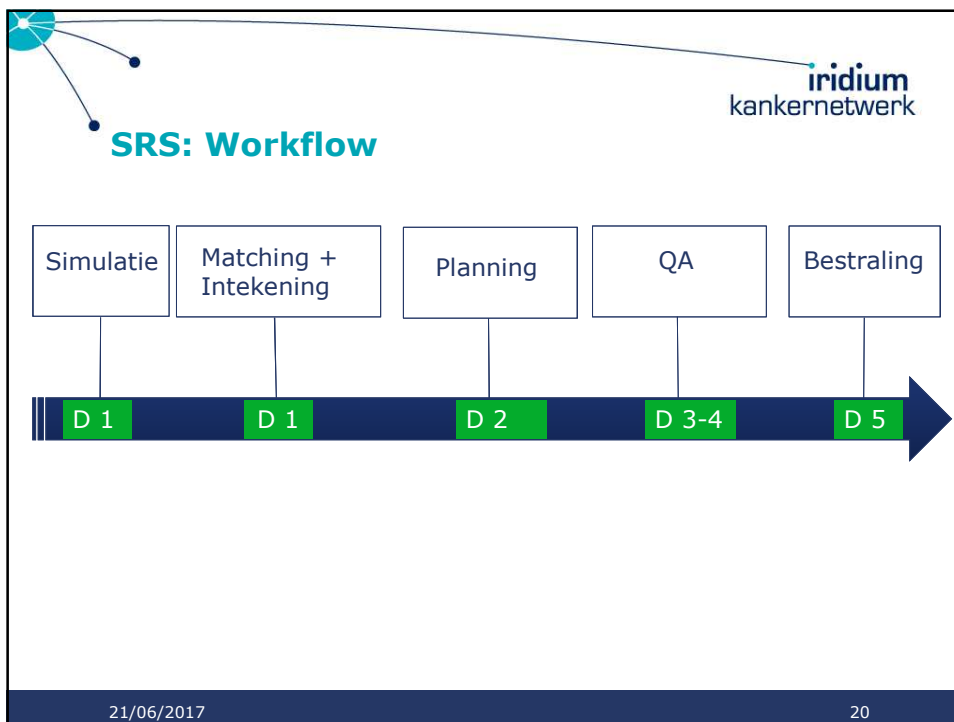 iridium
kankernetwerk
SRS: Workflow
Simulatie
Matching +
Intekening
Planning
QA
Bestraling
D 1
D 1
D 2
D 3-4
D 5
21/06/2017
20